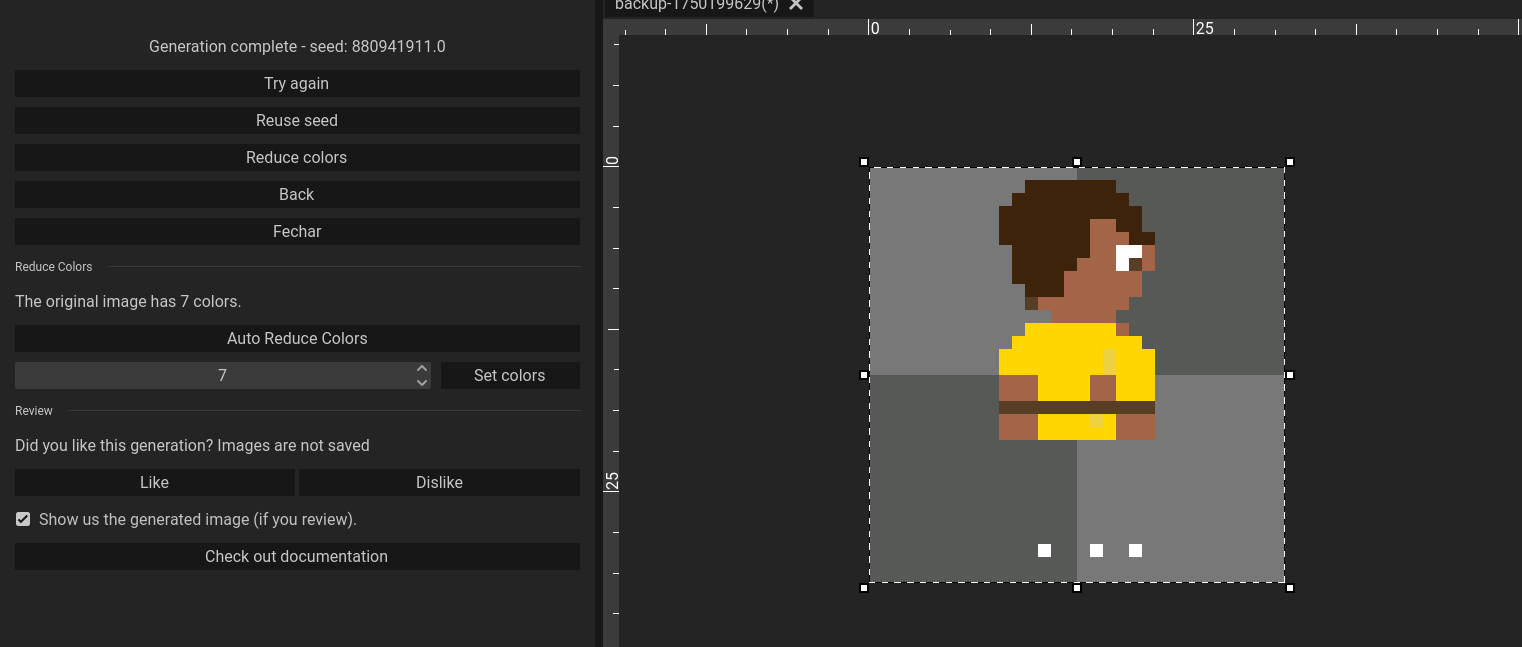 backup-1750199629(*)
Generation complete - seed: 880941911.0
Try again
Reuse seed
Reduce colors
Back
Fechar
Reduce Colors
The original image has 7 colors.
Auto Reduce Colors
7 Set colors
Review
Did you like this generation? Images are not saved
Like Dislike
Show us the generated image (if you review).
Check out documentation
0 25
0
25